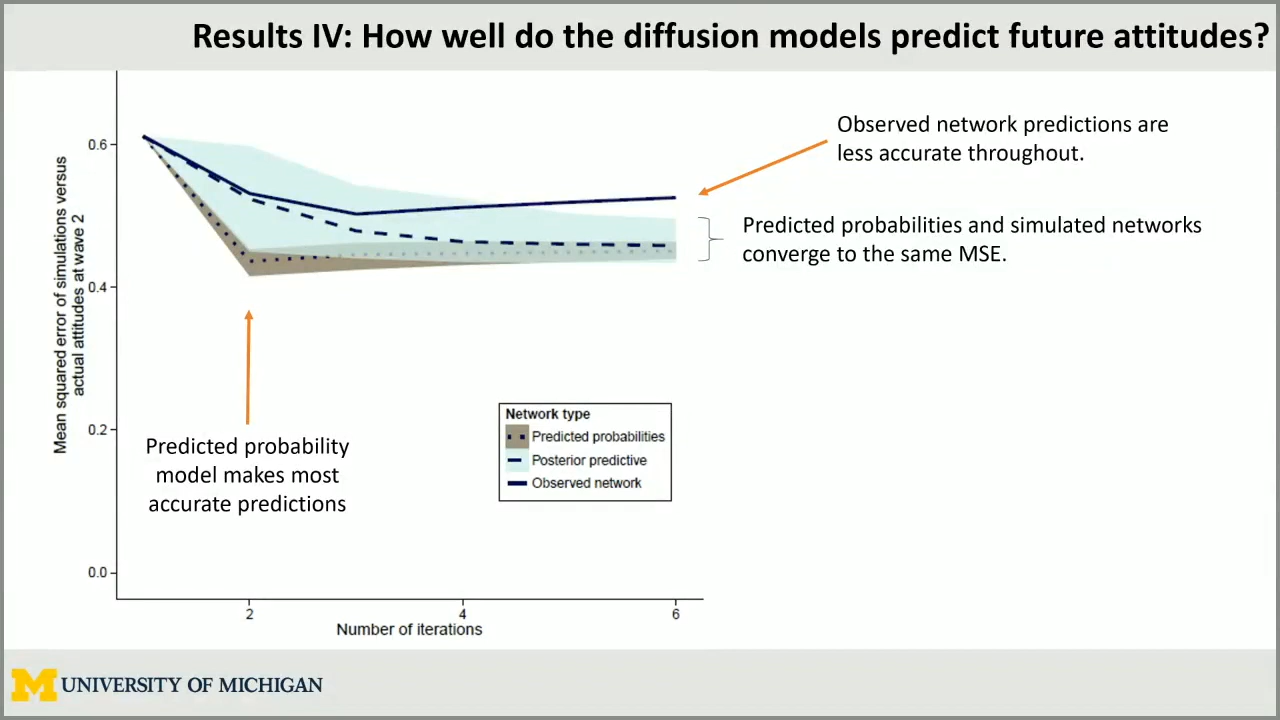 Results IV: How well do the diffusion models predict future attitudes?
Mean squared error of simulations versus
actual attitudes at wave 2
0.6
0.4
0.2
0.0
2
4
6
Number of iterations
Observed network predictions are
less accurate throughout.
Predicted probabilities and simulated networks
converge to the same MSE.
Predicted probability
model makes most
accurate predictions
Network type
Predicted probabilities
Posterior predictive
Observed network
M UNIVERSITY OF MICHIGAN